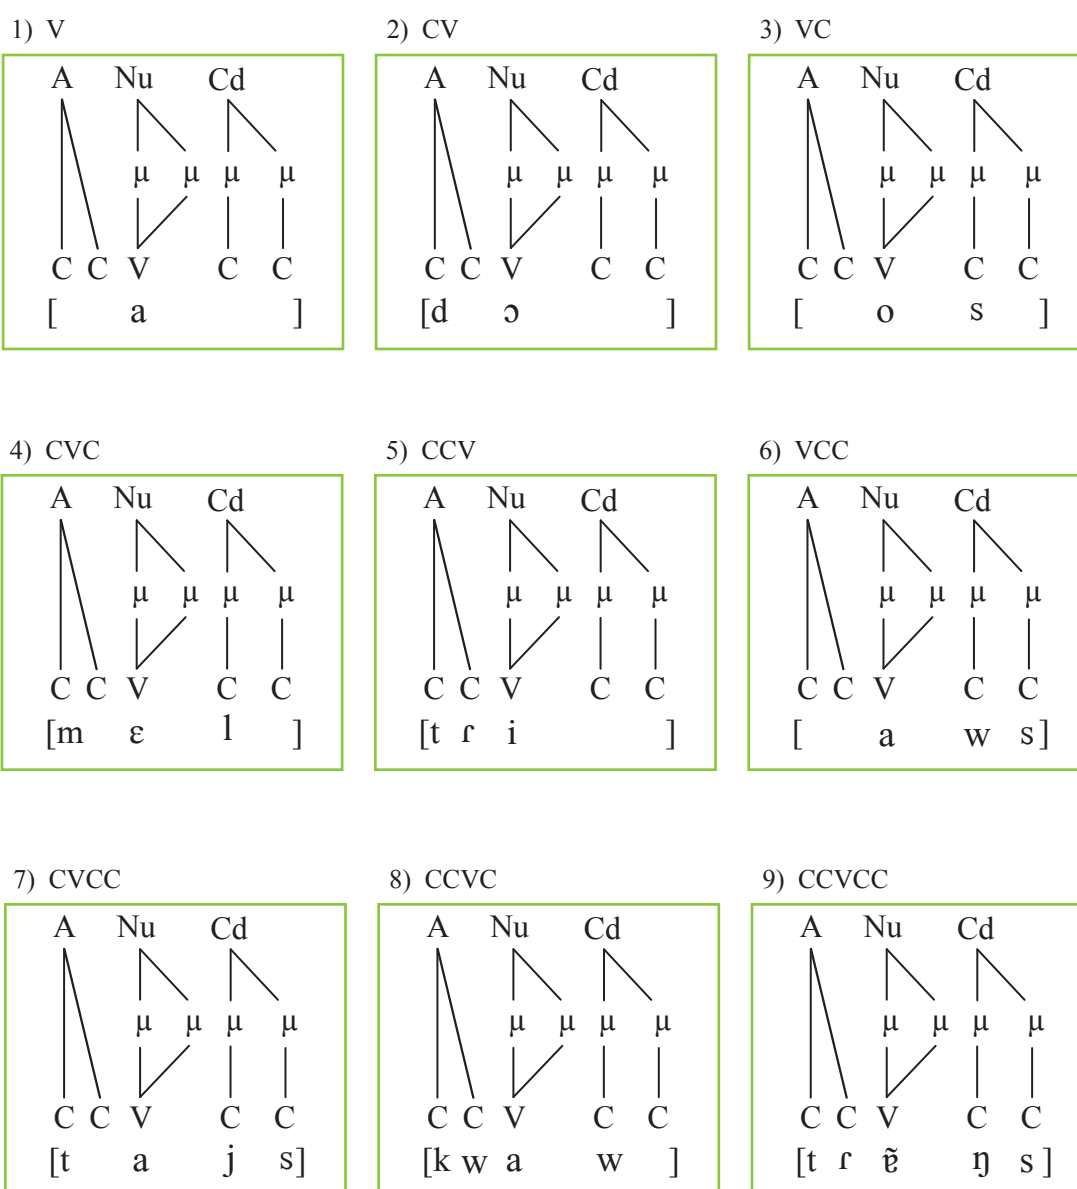 1) V 2) CV 3) VC
A Nu Cd A Nu Cd A Nu Cd
μ μ μ μ μ μ μ μ μ μ μ μ
C C V C C C C V C C C C V C C
[ a ] [d ɔ ] [ o s ]
4) CVC 5) CCV 6) VCC
A Nu Cd A Nu Cd A Nu Cd
μ μ μ μ μ μ μ μ μ μ μ μ
C C V C C C C V C C C C V C C
[m ɛ l ] [t ɾ i ] [ a w s]
7) CVCC 8) CCVC 9) CCVCC
A Nu Cd A Nu Cd A Nu Cd
μ μ μ μ μ μ μ μ μ μ μ μ
C C V C C C C V C C C C V C C
[t a j s] [k w a w ] [t ɾ ɐ̃ ŋ s ]